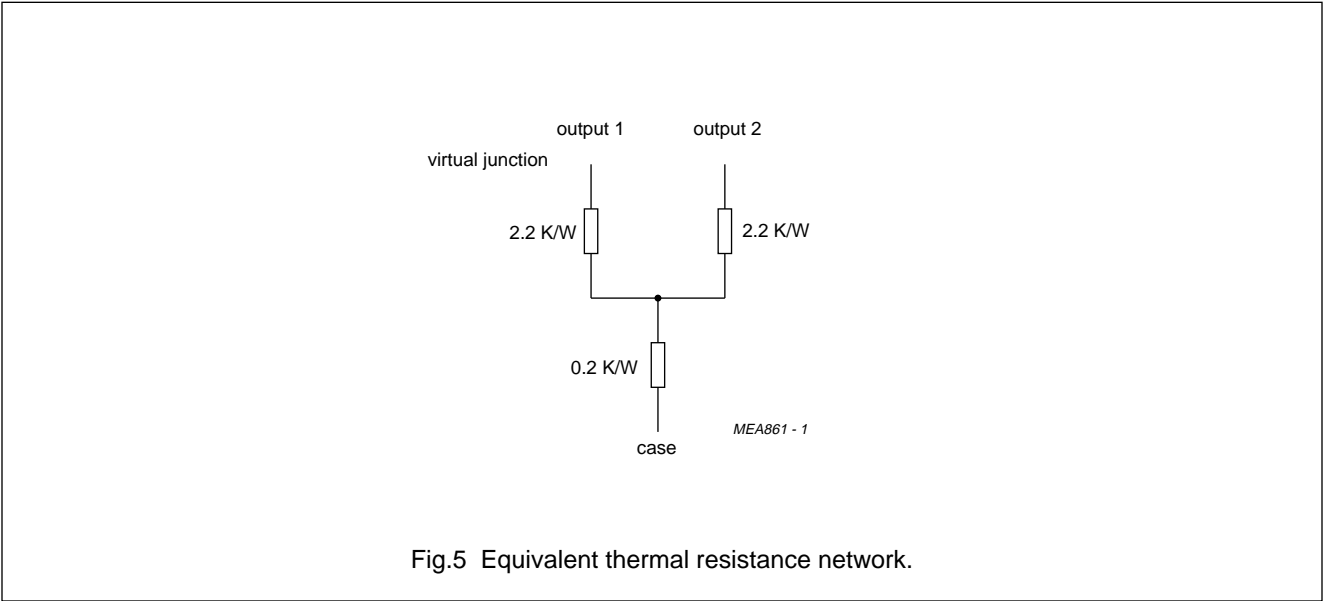 output 1 output 2
virtual junction
2.2 K/W 2.2 K/W
0.2 K/W
MEA861 - 1
case
Fig.5 Equivalent thermal resistance network.